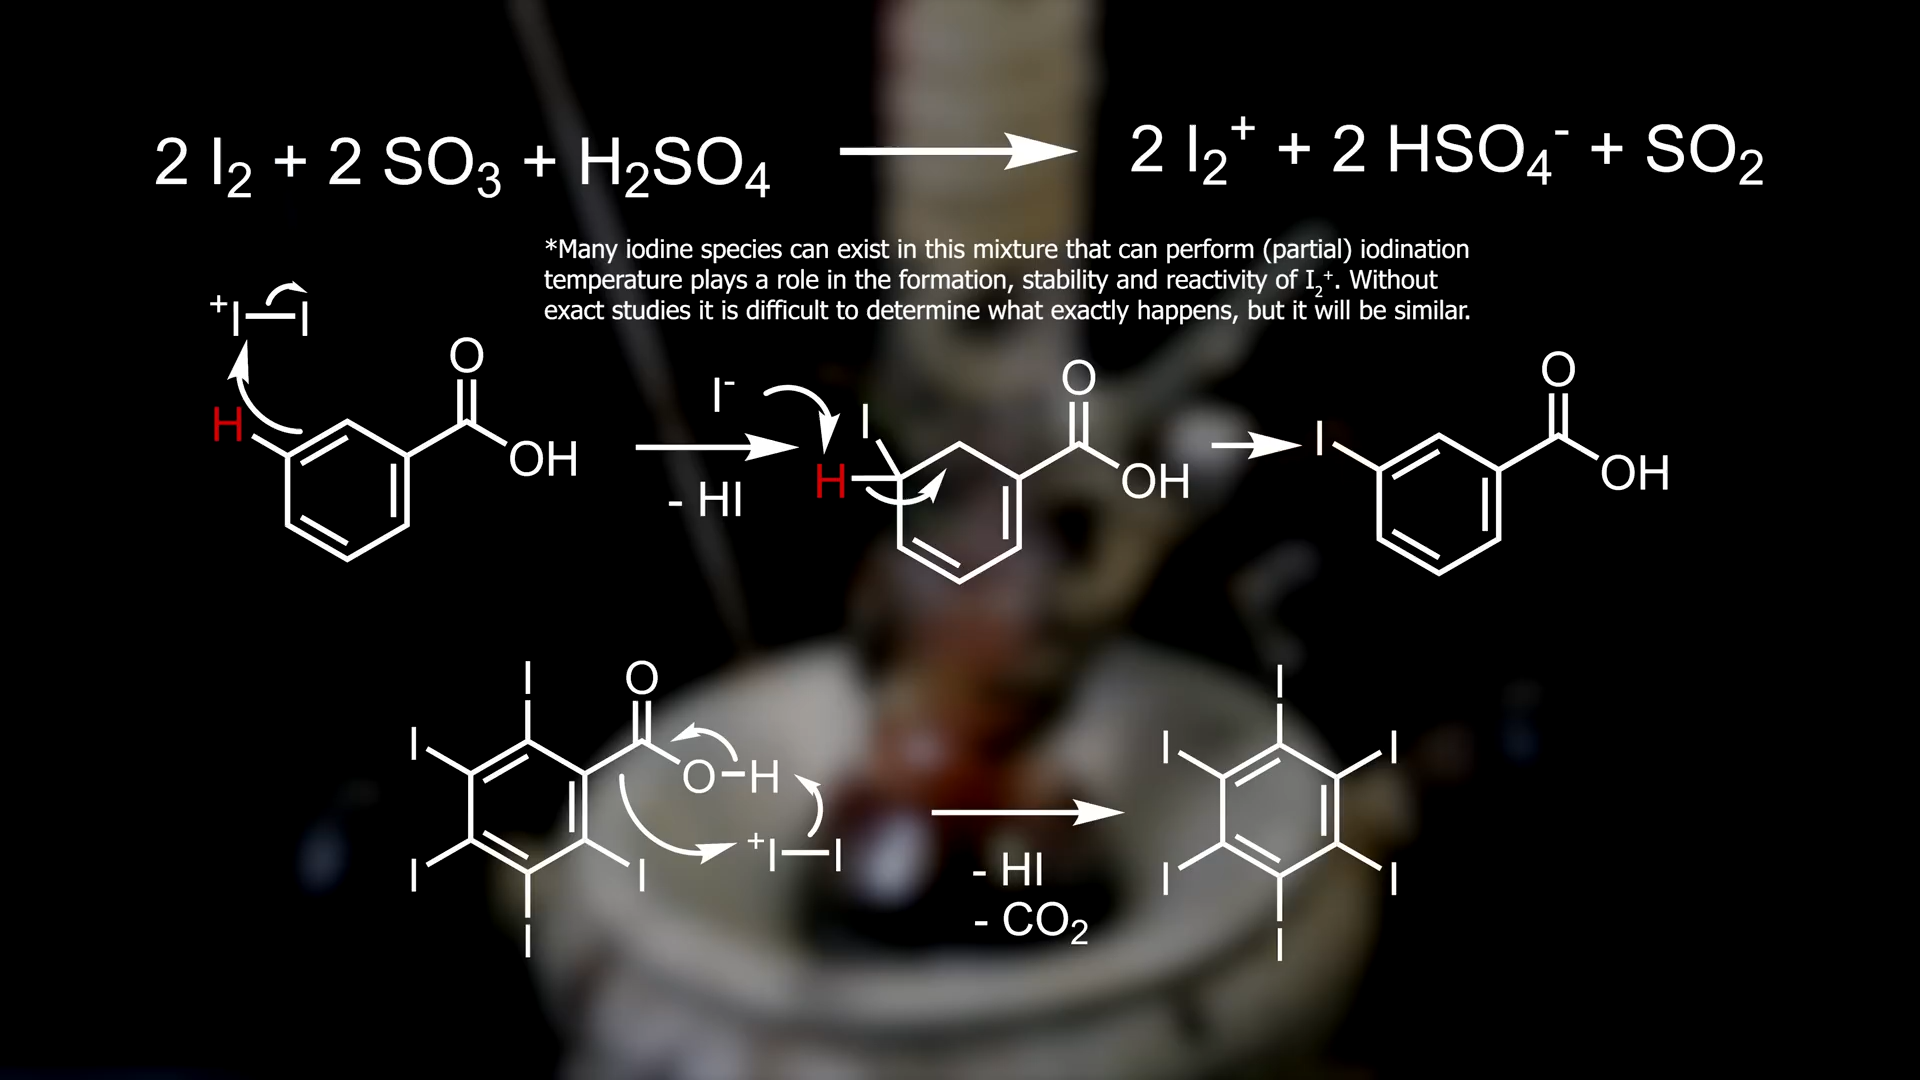 2 I₂ + 2 SO₃ + H₂SO₄ 2 I₂⁺ + 2 HSO₄⁻ + SO₂
*Many iodine species can exist in this mixture that can perform (partial) iodination
temperature plays a role in the formation, stability and reactivity of I₂⁺. Without
exact studies it is difficult to determine what exactly happens, but it will be similar.
⁺I I
H O OH
I⁻
- HI
I H O OH
I O OH
I I I I I O O H
⁺I I
- HI
- CO₂
I I I I I I